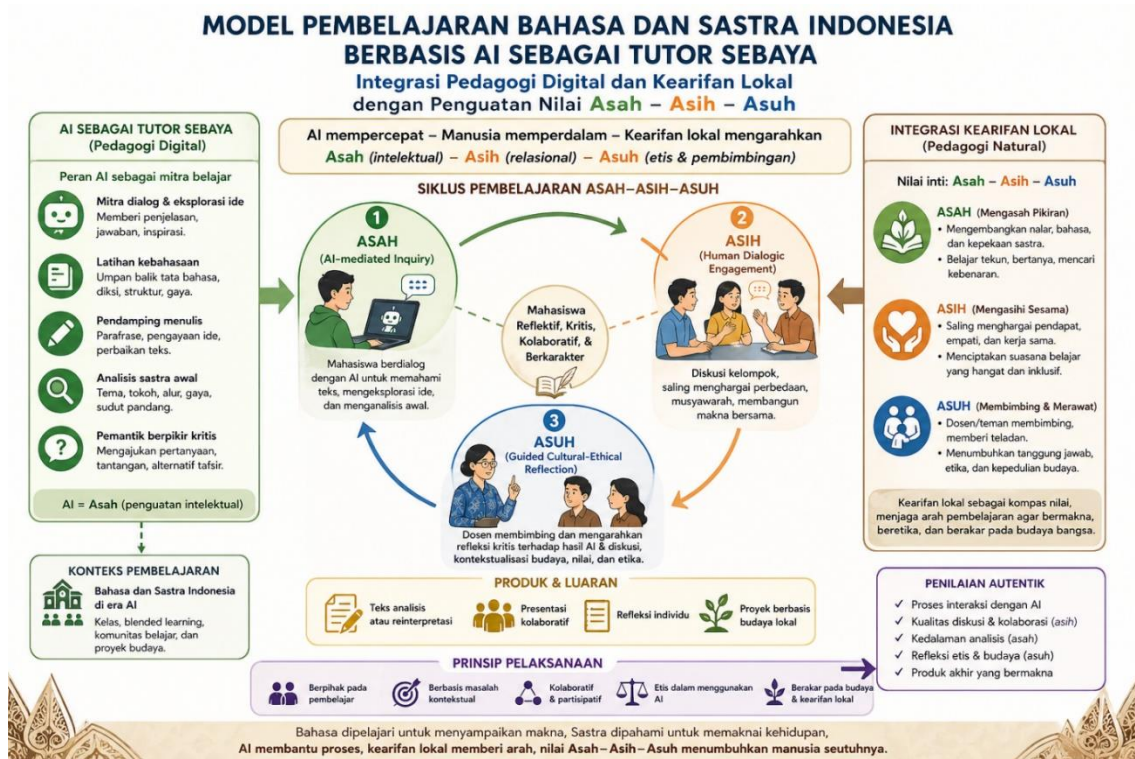 MODEL PEMBELAJARAN BAHASA DAN SASTRA INDONESIA
BERBASIS AI SEBAGAI TUTOR SEBAYA
Integrasi Pedagogi Digital dan Kearifan Lokal
dengan Penguatan Nilai Asah – Asih – Asuh
AI mempercepat – Manusia memperdalam – Kearifan lokal mengarahkan
Asah (intelektual) – Asih (relasional) – Asuh (etis & pembimbingan)
AI SEBAGAI TUTOR SEBAYA
(Pedagogi Digital)
Peran AI sebagai mitra belajar
Mitra dialog & eksplorasi ide
Memberi penjelasan,
jawaban, inspirasi.
Latihan kebahasaan
Umpan balik tata bahasa,
diksi, struktur, gaya.
Pendamping menulis
Parafrase, pengayaan ide,
perbaikan teks.
Analisis sastra awal
Tema, tokoh, alur, gaya,
sudut pandang.
Pemantik berpikir kritis
Mengajukan pertanyaan,
tantangan, alternatif tafsir.
AI = Asah (penguatan intelektual)
KONTEKS PEMBELAJARAN
Bahasa dan Sastra Indonesia
di era AI
Kelas, blended learning,
komunitas belajar, dan
proyek budaya.
SIKLUS PEMBELAJARAN ASAH–ASIH–ASUH
1
ASAH
(AI-mediated Inquiry)
Mahasiswa berdialog
dengan AI untuk memahami
teks, mengeksplorasi ide,
dan menganalisis awal.
2
ASIH
(Human Dialogic
Engagement)
Diskusi kelompok,
saling menghargai perbedaan,
musyawarah, membangun
makna bersama.
Mahasiswa
Reflektif, Kritis,
Kolaboratif, &
Berkarakter
3
ASUH
(Guided Cultural-Ethical
Reflection)
Dosen membimbing dan mengarahkan
refleksi kritis terhadap hasil AI & diskusi,
kontekstualisasi budaya, nilai, dan etika.
INTEGRASI KEARIFAN LOKAL
(Pedagogi Natural)
Nilai inti: Asah – Asih – Asuh
ASAH (Mengasah Pikiran)
• Mengembangkan nalar, bahasa,
dan kepekaan sastra.
• Belajar tekun, bertanya, mencari
kebenaran.
ASIH (Mengasihi Sesama)
• Saling menghargai pendapat,
empati, dan kerja sama.
• Menciptakan suasana belajar
yang hangat dan inklusif.
ASUH (Membimbing & Merawat)
• Dosen/teman membimbing,
memberi teladan.
• Menumbuhkan tanggung jawab,
etika, dan kepedulian budaya.
Kearifan lokal sebagai kompas nilai,
menjaga arah pembelajaran agar bermakna,
beretika, dan berakar pada budaya bangsa.
PRODUK & LUARAN
Teks analisis
atau reinterpretasi
Presentasi
kolaboratif
Refleksi individu
Proyek berbasis
budaya lokal
PRINSIP PELAKSANAAN
Berpihak pada
pembelajar
Berbasis masalah
kontekstual
Kolaboratif
& partisipatif
Etis dalam menggunakan
AI
Berakar pada budaya
& kearifan lokal
PENILAIAN AUTENTIK
✓ Proses interaksi dengan AI
✓ Kualitas diskusi & kolaborasi (asih)
✓ Kedalaman analisis (asah)
✓ Refleksi etis & budaya (asuh)
✓ Produk akhir yang bermakna
Bahasa dipelajari untuk menyampaikan makna, Sastra dipahami untuk memaknai kehidupan,
AI membantu proses, kearifan lokal memberi arah, nilai Asah–Asih–Asuh menumbuhkan manusia seutuhnya.